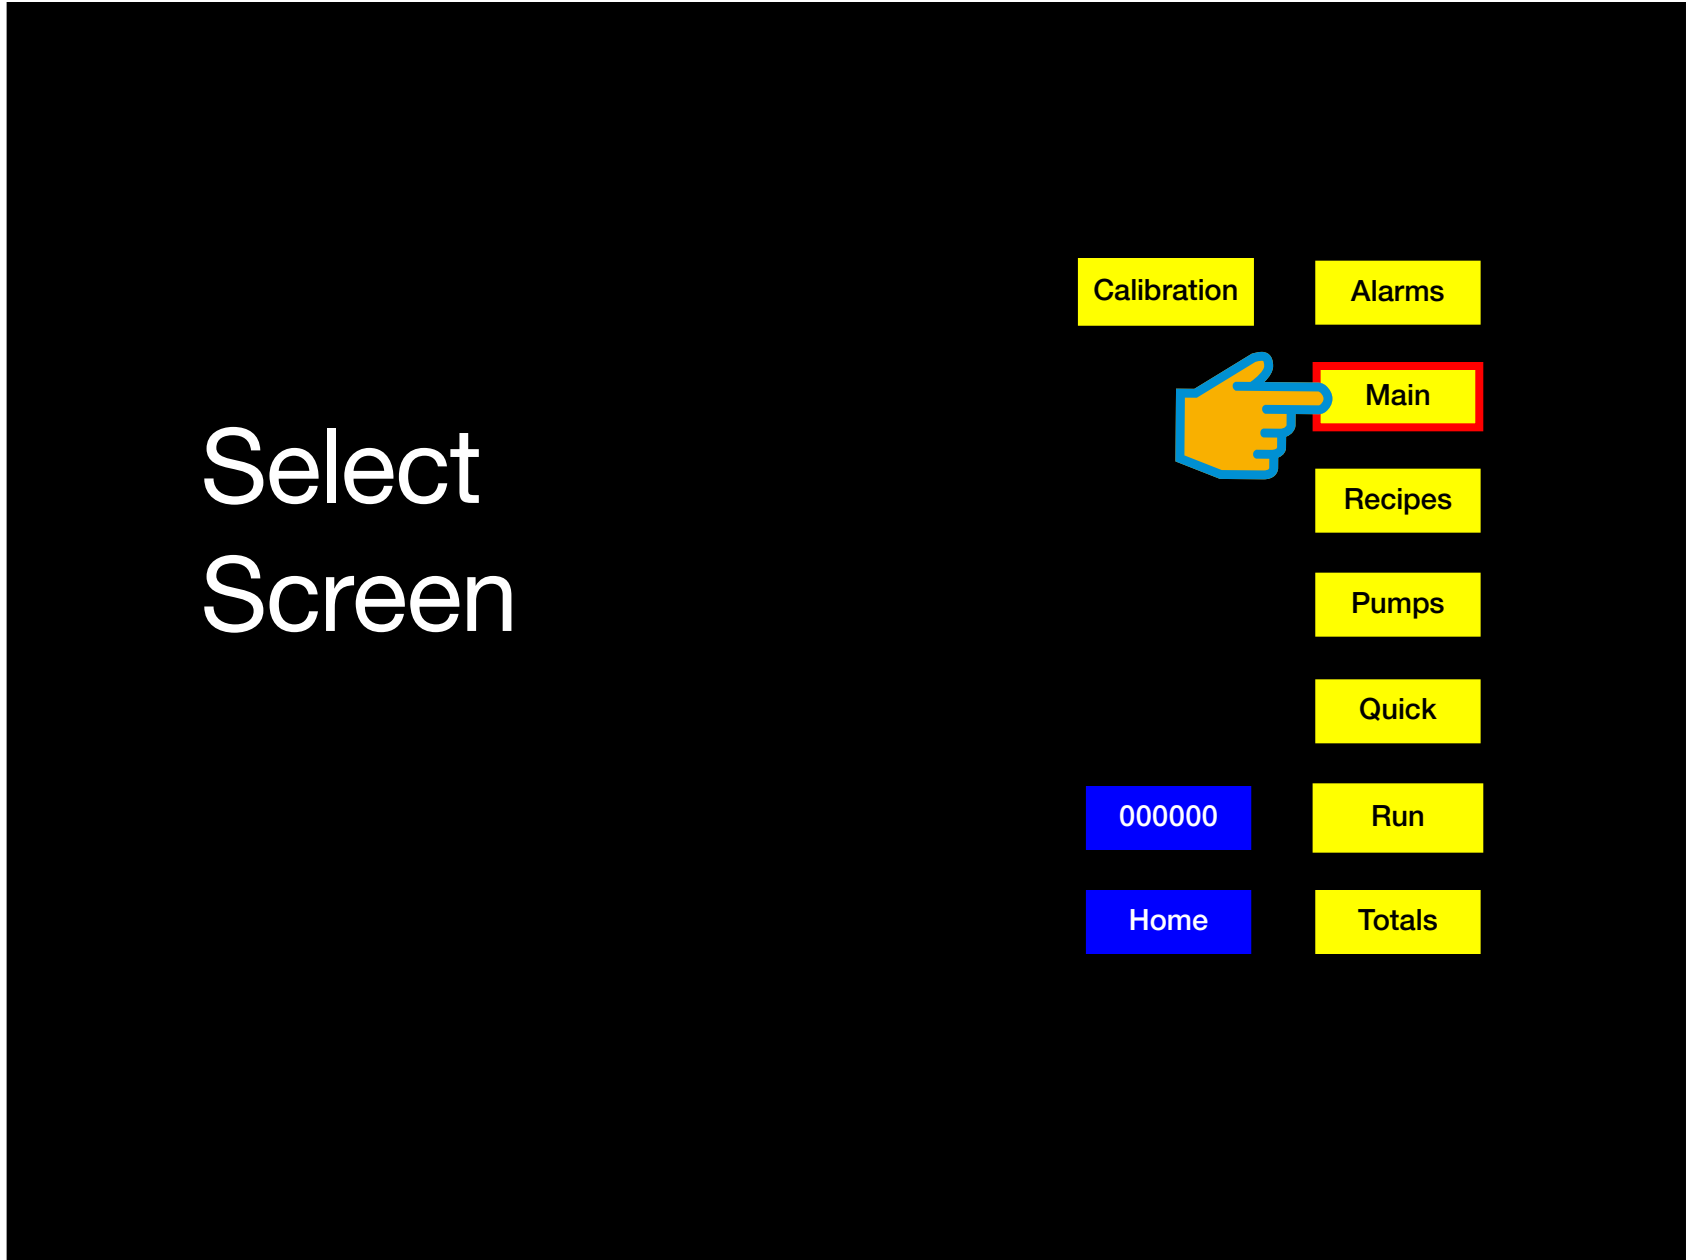 Select
Screen
Calibration
Alarms
Main
Recipes
Pumps
Quick
000000
Run
Home
Totals